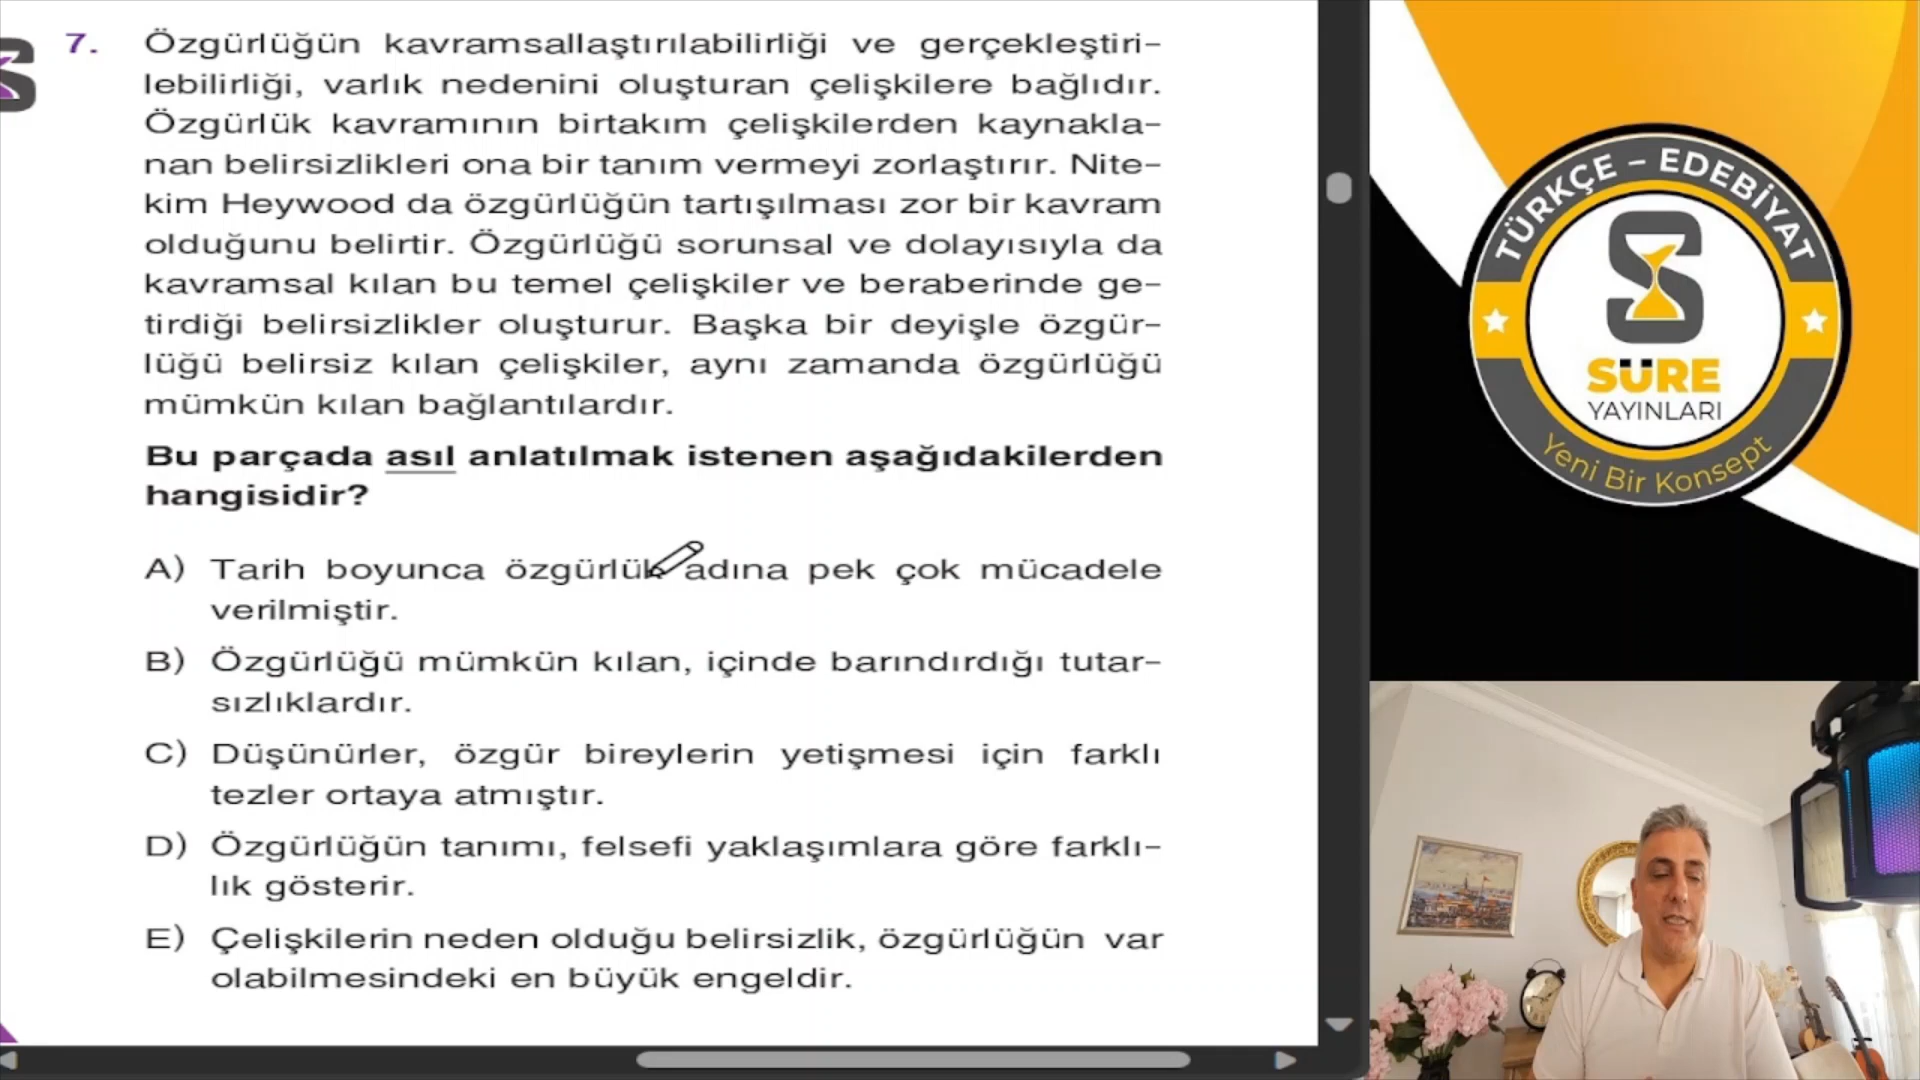 7. Özgürlüğün kavramsallaştırılabilirliği ve gerçekleştiri-
lebilirliği, varlık nedenini oluşturan çelişkilere bağlıdır.
Özgürlük kavramının birtakım çelişkilerden kaynakla-
nan belirsizlikleri ona bir tanım vermeyi zorlaştırır. Nite-
kim Heywood da özgürlüğün tartışılması zor bir kavram
olduğunu belirtir. Özgürlüğü sorunsal ve dolayısıyla da
kavramsal kılan bu temel çelişkiler ve beraberinde ge-
tirdiği belirsizlikler oluşturur. Başka bir deyişle özgür-
lüğü belirsiz kılan çelişkiler, aynı zamanda özgürlüğü
mümkün kılan bağlantılardır.
Bu parçada asıl anlatılmak istenen aşağıdakilerden
hangisidir?
A) Tarih boyunca özgürlük adına pek çok mücadele
verilmiştir.
B) Özgürlüğü mümkün kılan, içinde barındırdığı tutar-
sızlıklardır.
C) Düşünürler, özgür bireylerin yetişmesi için farklı
tezler ortaya atmıştır.
D) Özgürlüğün tanımı, felsefi yaklaşımlara göre farklı-
lık gösterir.
E) Çelişkilerin neden olduğu belirsizlik, özgürlüğün var
olabilmesindeki en büyük engeldir.
TÜRKÇE – EDEBİYAT
SÜRE
YAYINLARI
Yeni Bir Konsept